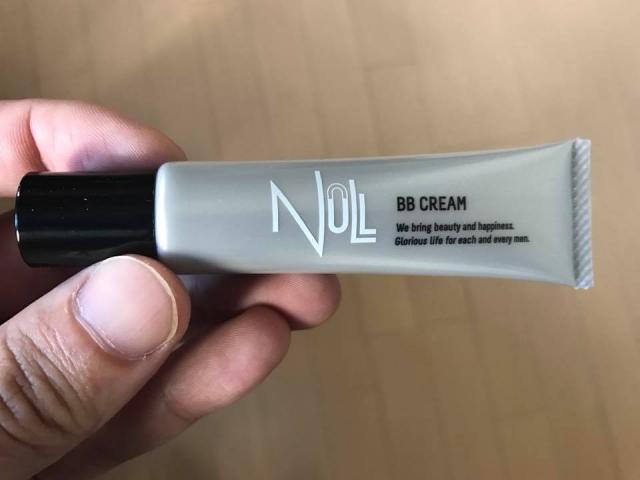 NULL
BB CREAM
We bring beauty and happiness.
Glorious life for each and every men.